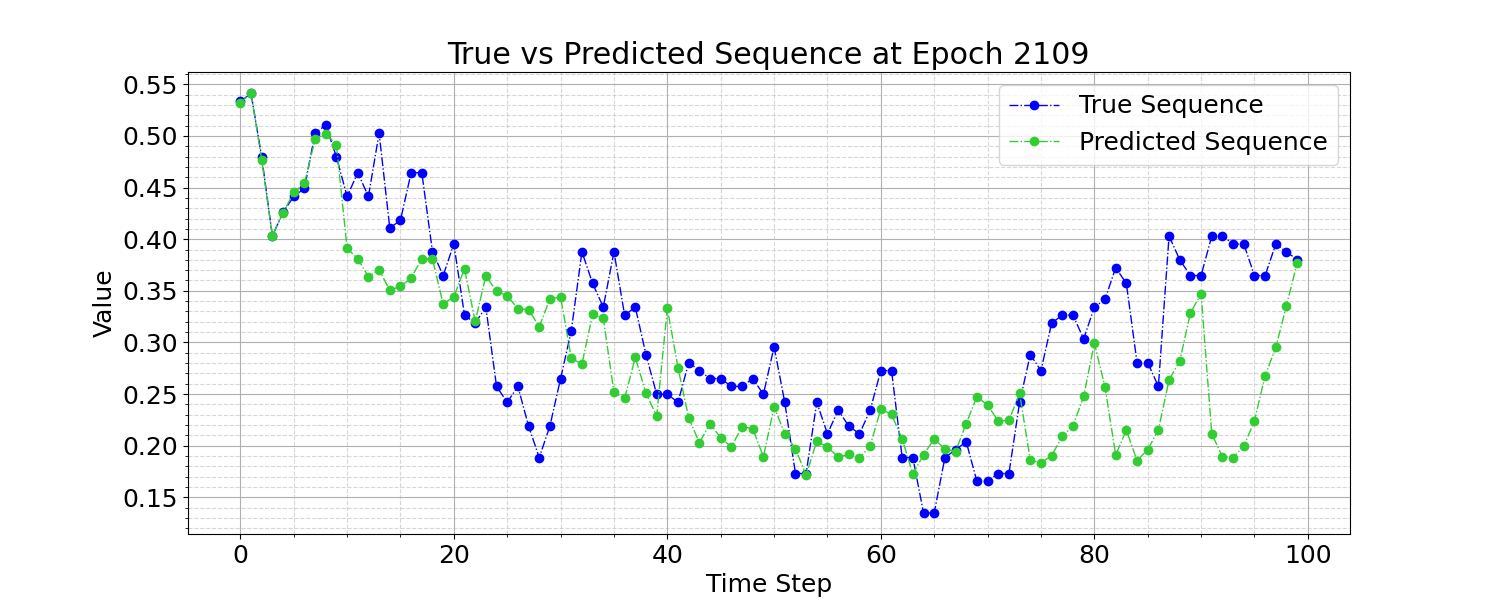 True vs Predicted Sequence at Epoch 2109
True Sequence
Predicted Sequence
Value
0.55
0.50
0.45
0.40
0.35
0.30
0.25
0.20
0.15
0 20 40 60 80 100
Time Step